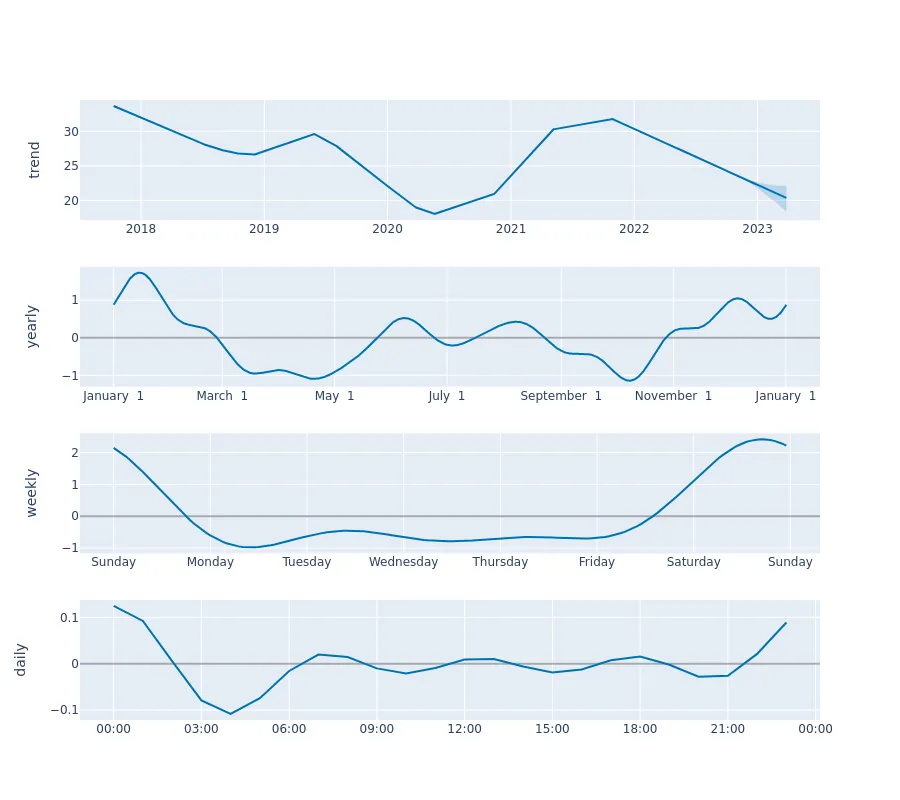 trend
30
25
20
2018 2019 2020 2021 2022 2023
yearly
1
0
−1
January 1 March 1 May 1 July 1 September 1 November 1 January 1
weekly
2
1
0
−1
Sunday Monday Tuesday Wednesday Thursday Friday Saturday Sunday
daily
0.1
0
−0.1
00:00 03:00 06:00 09:00 12:00 15:00 18:00 21:00 00:00